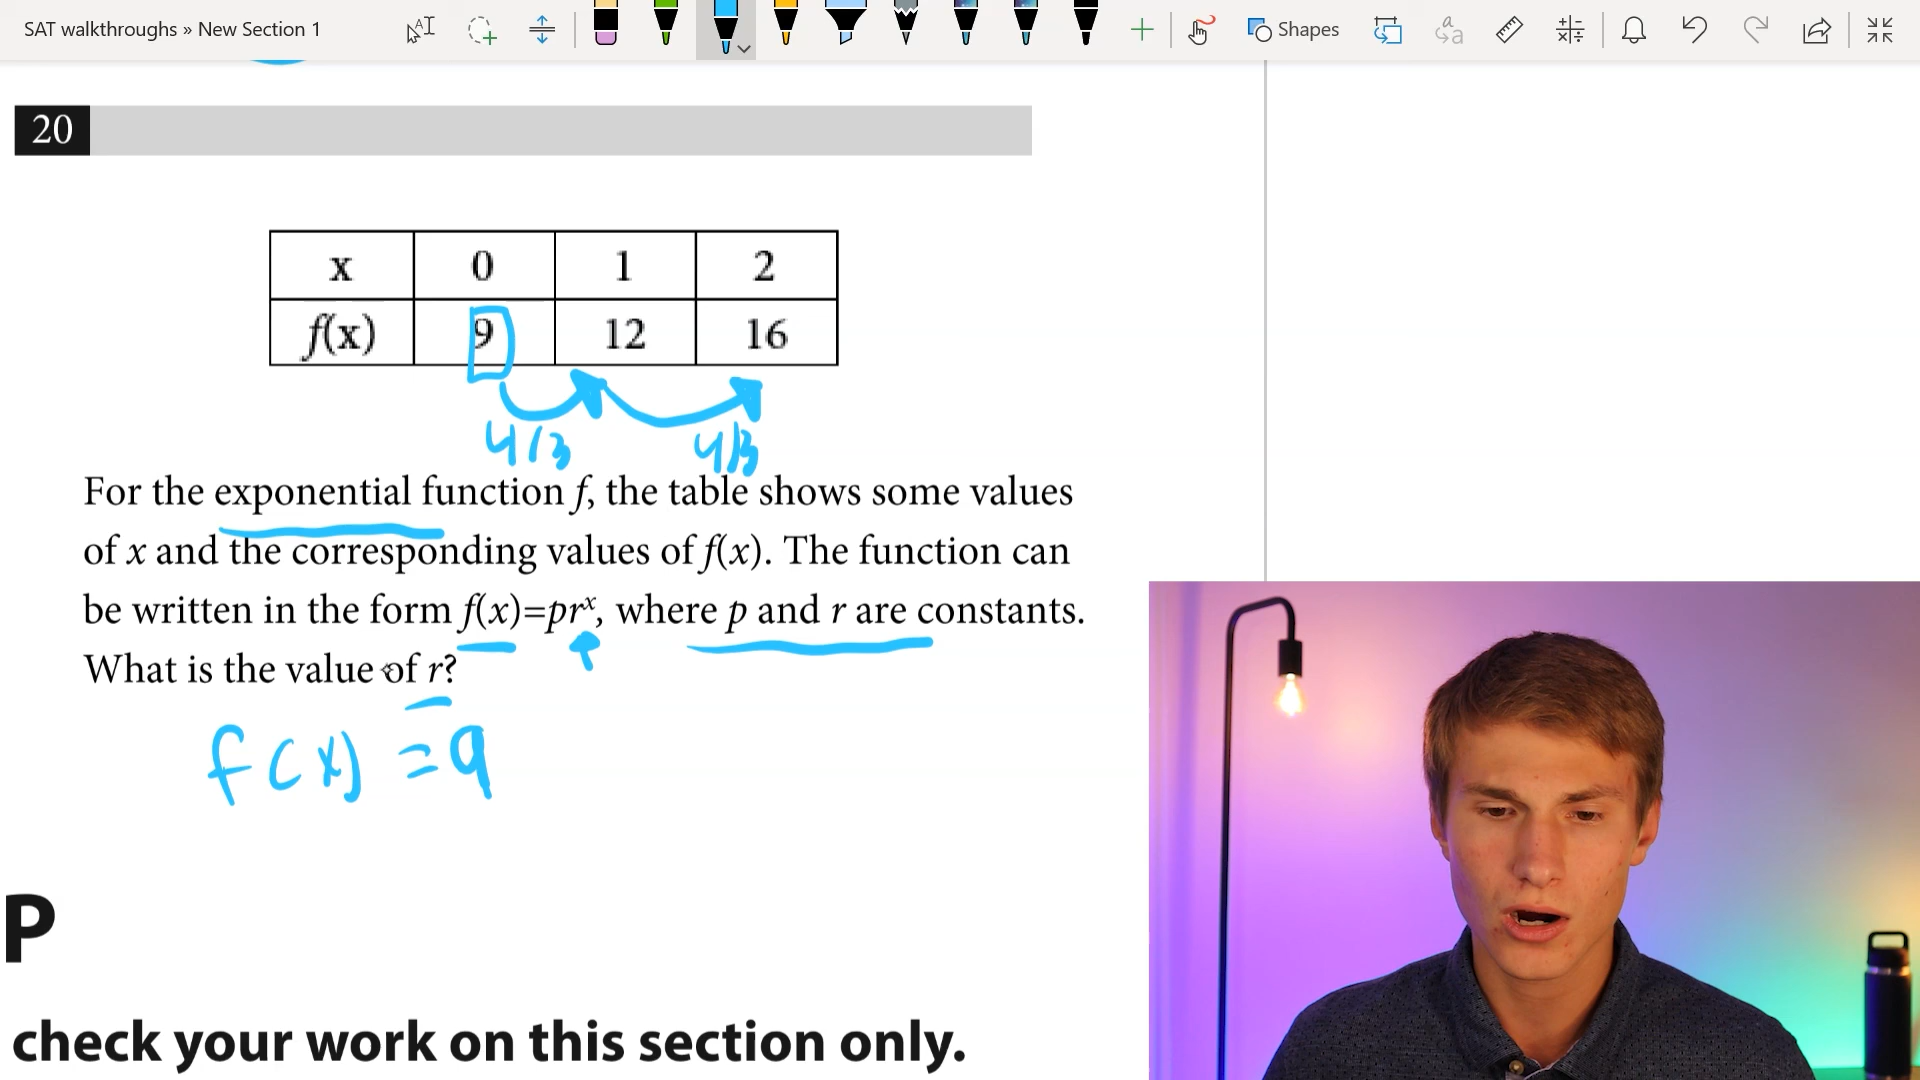 SAT walkthroughs » New Section 1
Shapes
20
x 0 1 2
f(x) 9 12 16
4/3 4/3
For the exponential function f, the table shows some values
of x and the corresponding values of f(x). The function can
be written in the form f(x)=prˣ, where p and r are constants.
What is the value of r?
f(x) = 9
P
check your work on this section only.